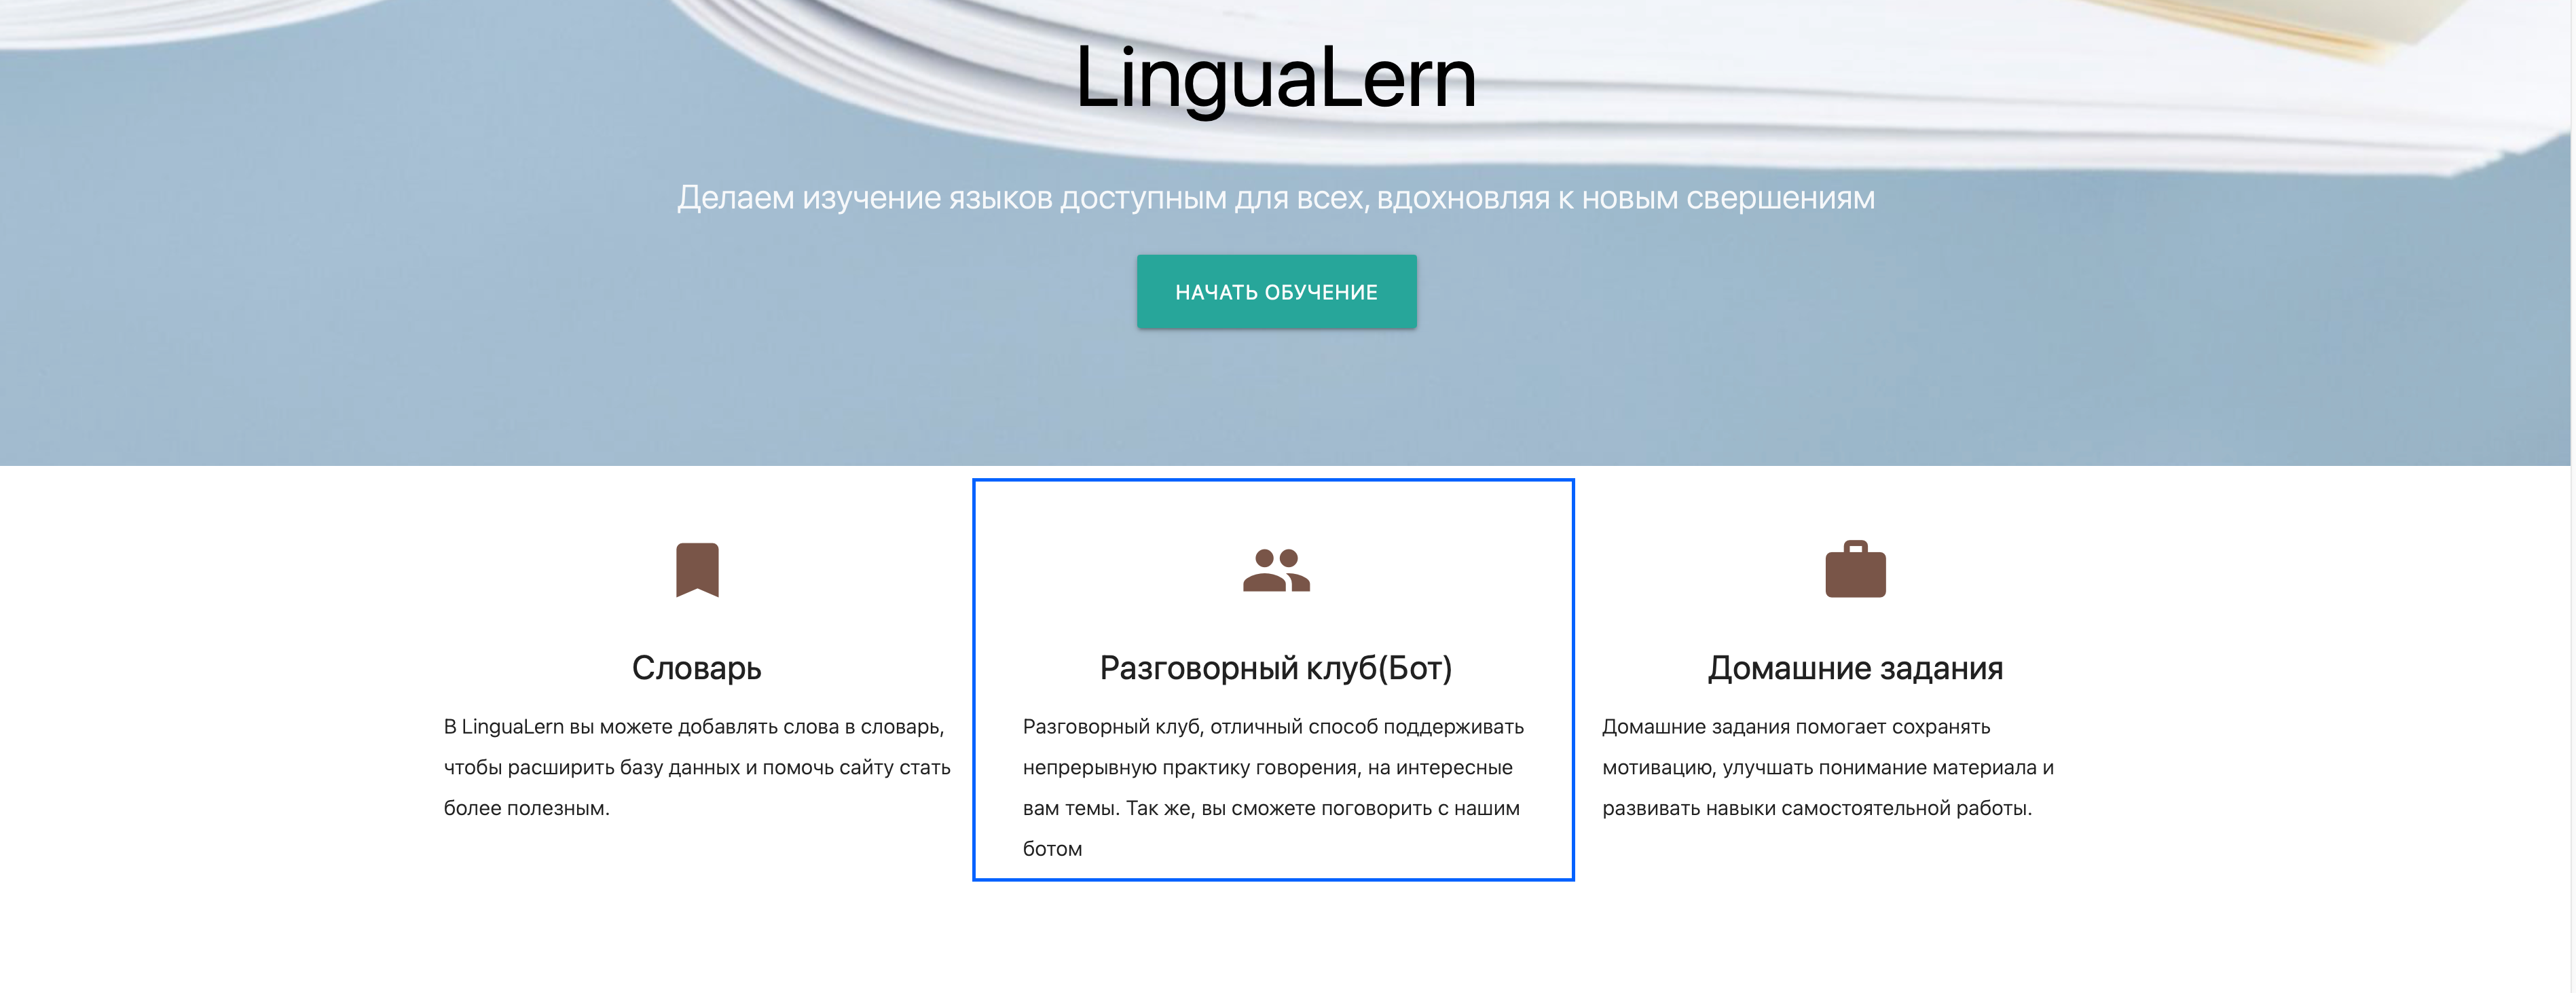 LinguaLern
Делаем изучение языков доступным для всех, вдохновляя к новым свершениям
НАЧАТЬ ОБУЧЕНИЕ
Словарь
В LinguaLern вы можете добавлять слова в словарь,
чтобы расширить базу данных и помочь сайту стать
более полезным.
Разговорный клуб(Бот)
Разговорный клуб, отличный способ поддерживать
непрерывную практику говорения, на интересные
вам темы. Так же, вы сможете поговорить с нашим
ботом
Домашние задания
Домашние задания помогает сохранять
мотивацию, улучшать понимание материала и
развивать навыки самостоятельной работы.